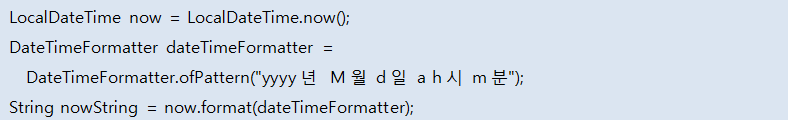 LocalDateTime now = LocalDateTime.now();
DateTimeFormatter dateTimeFormatter =
DateTimeFormatter.ofPattern("yyyy 년 M 월 d 일 a h 시 m 분");
String nowString = now.format(dateTimeFormatter);